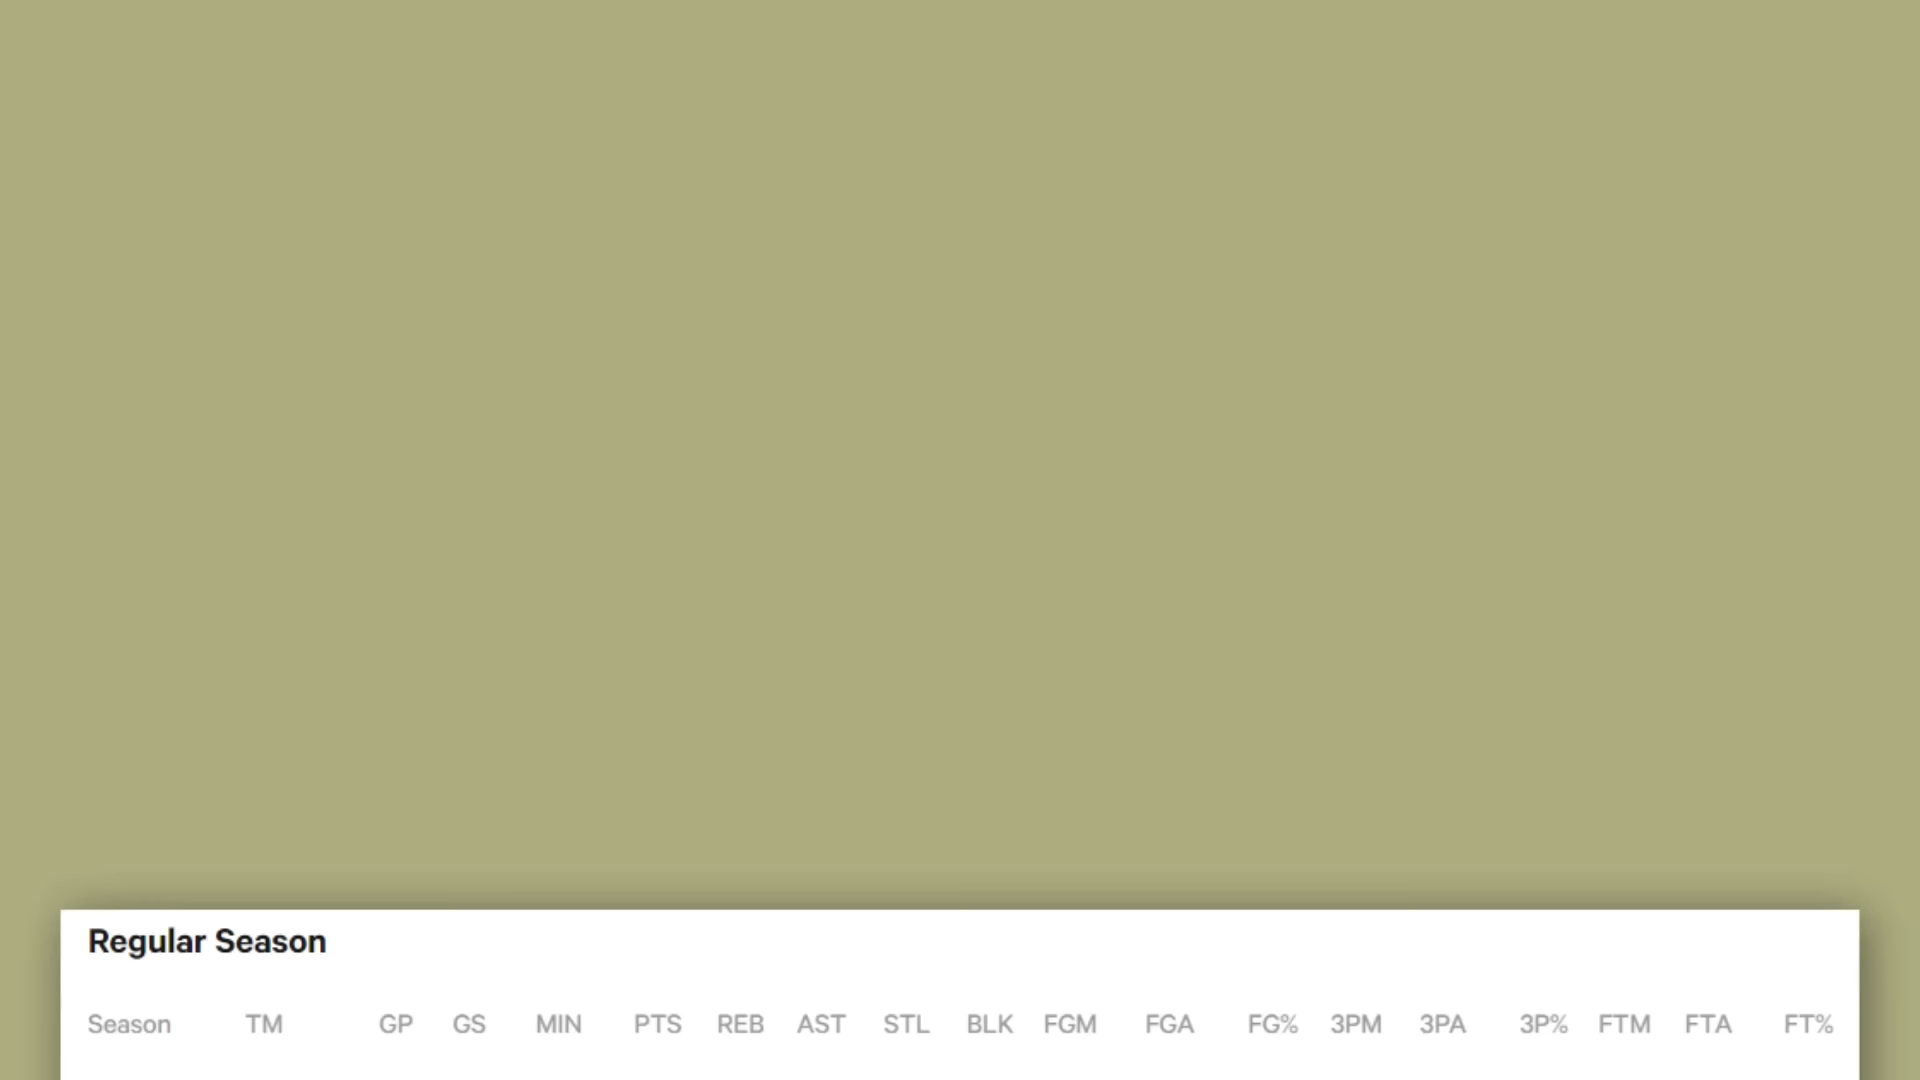 Regular Season
Season TM GP GS MIN PTS REB AST STL BLK FGM FGA FG% 3PM 3PA 3P% FTM FTA FT%